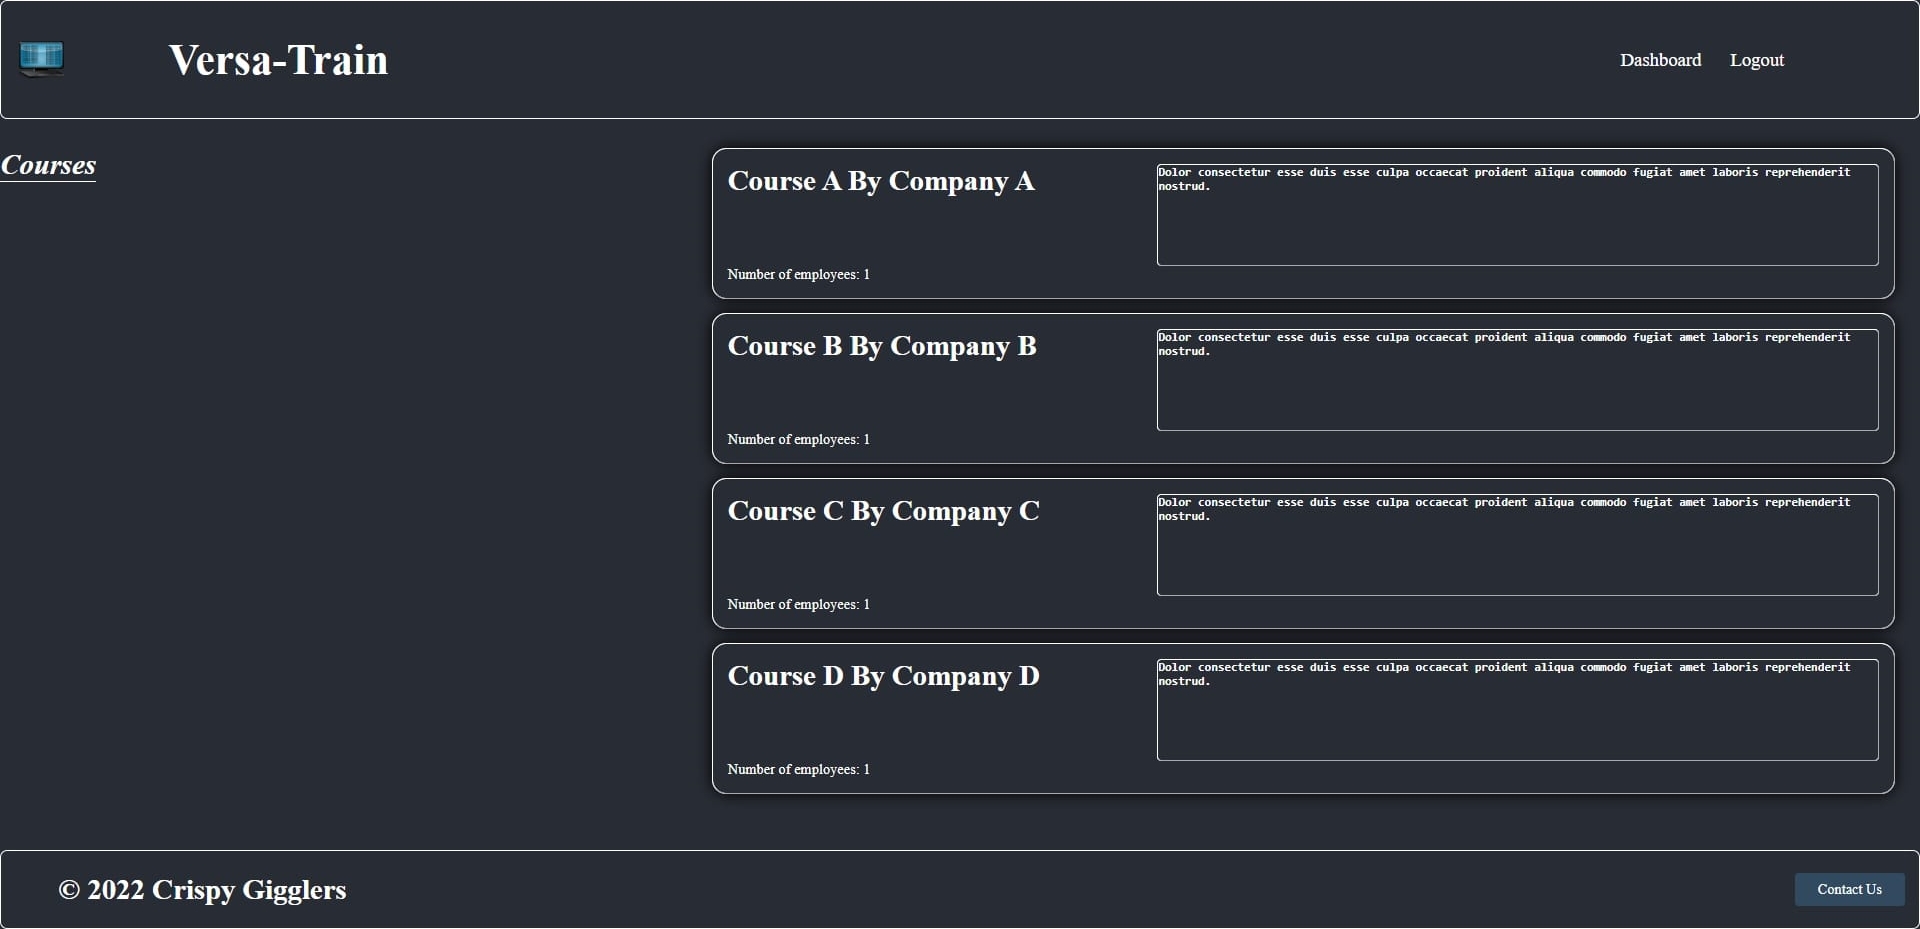 Versa-Train
Dashboard
Logout
Courses
Course A By Company A
Dolor consectetur esse duis esse culpa occaecat proident aliqua commodo fugiat amet laboris reprehenderit
nostrud.
Number of employees: 1
Course B By Company B
Dolor consectetur esse duis esse culpa occaecat proident aliqua commodo fugiat amet laboris reprehenderit
nostrud.
Number of employees: 1
Course C By Company C
Dolor consectetur esse duis esse culpa occaecat proident aliqua commodo fugiat amet laboris reprehenderit
nostrud.
Number of employees: 1
Course D By Company D
Dolor consectetur esse duis esse culpa occaecat proident aliqua commodo fugiat amet laboris reprehenderit
nostrud.
Number of employees: 1
© 2022 Crispy Gigglers
Contact Us